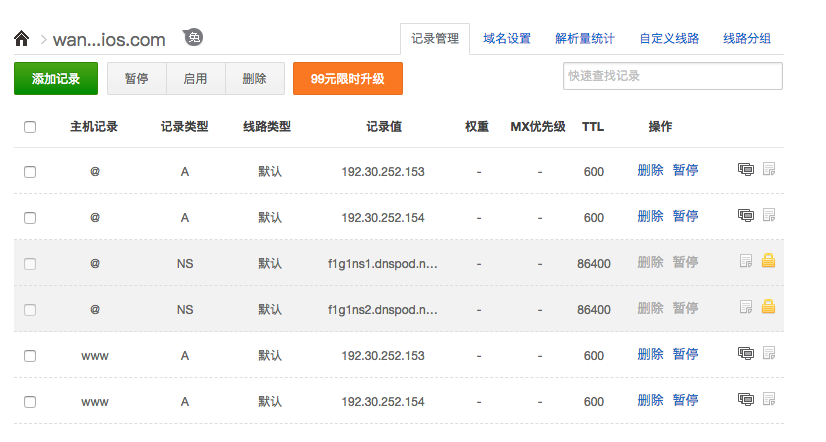 wan...ios.com 免 记录管理 域名设置 解析量统计 自定义线路 线路分组
添加记录 暂停 启用 删除 99元限时升级 快速查找记录
主机记录 记录类型 线路类型 记录值 权重 MX优先级 TTL 操作
@ A 默认 192.30.252.153 - - 600 删除 暂停
@ A 默认 192.30.252.154 - - 600 删除 暂停
@ NS 默认 f1g1ns1.dnspod.n... - - 86400 删除 暂停
@ NS 默认 f1g1ns2.dnspod.n... - - 86400 删除 暂停
www A 默认 192.30.252.153 - - 600 删除 暂停
www A 默认 192.30.252.154 - - 600 删除 暂停